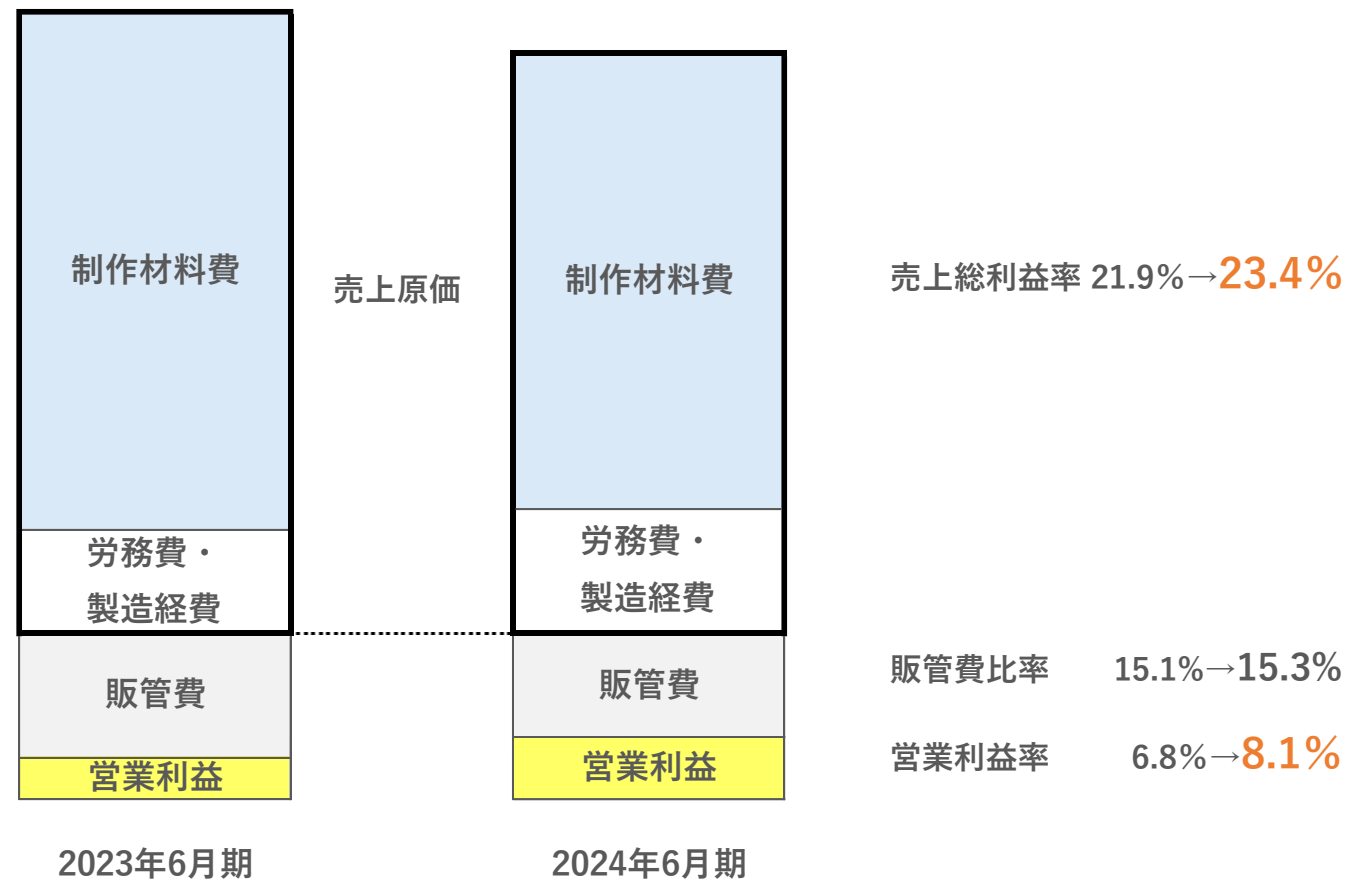 制作材料費
労務費・
製造経費
販管費
営業利益
2023年6月期
売上原価
制作材料費
労務費・
製造経費
販管費
営業利益
2024年6月期
売上総利益率 21.9%→23.4%
販管費比率 15.1%→15.3%
営業利益率 6.8%→8.1%